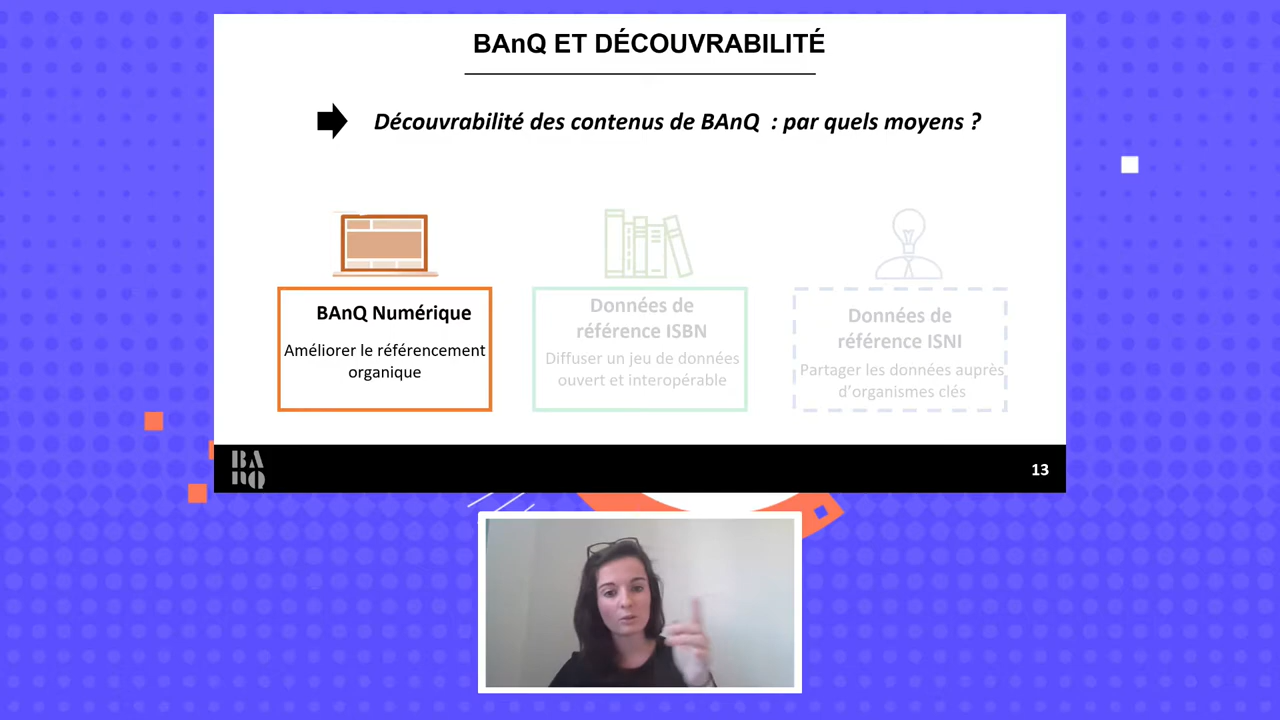 BAnQ ET DÉCOUVRABILITÉ
Découvrabilité des contenus de BAnQ : par quels moyens ?
BAnQ Numérique
Améliorer le référencement
organique
Données de
référence ISBN
Diffuser un jeu de données
ouvert et interopérable
Données de
référence ISNI
Partager les données auprès
d’organismes clés
BA
nQ
13